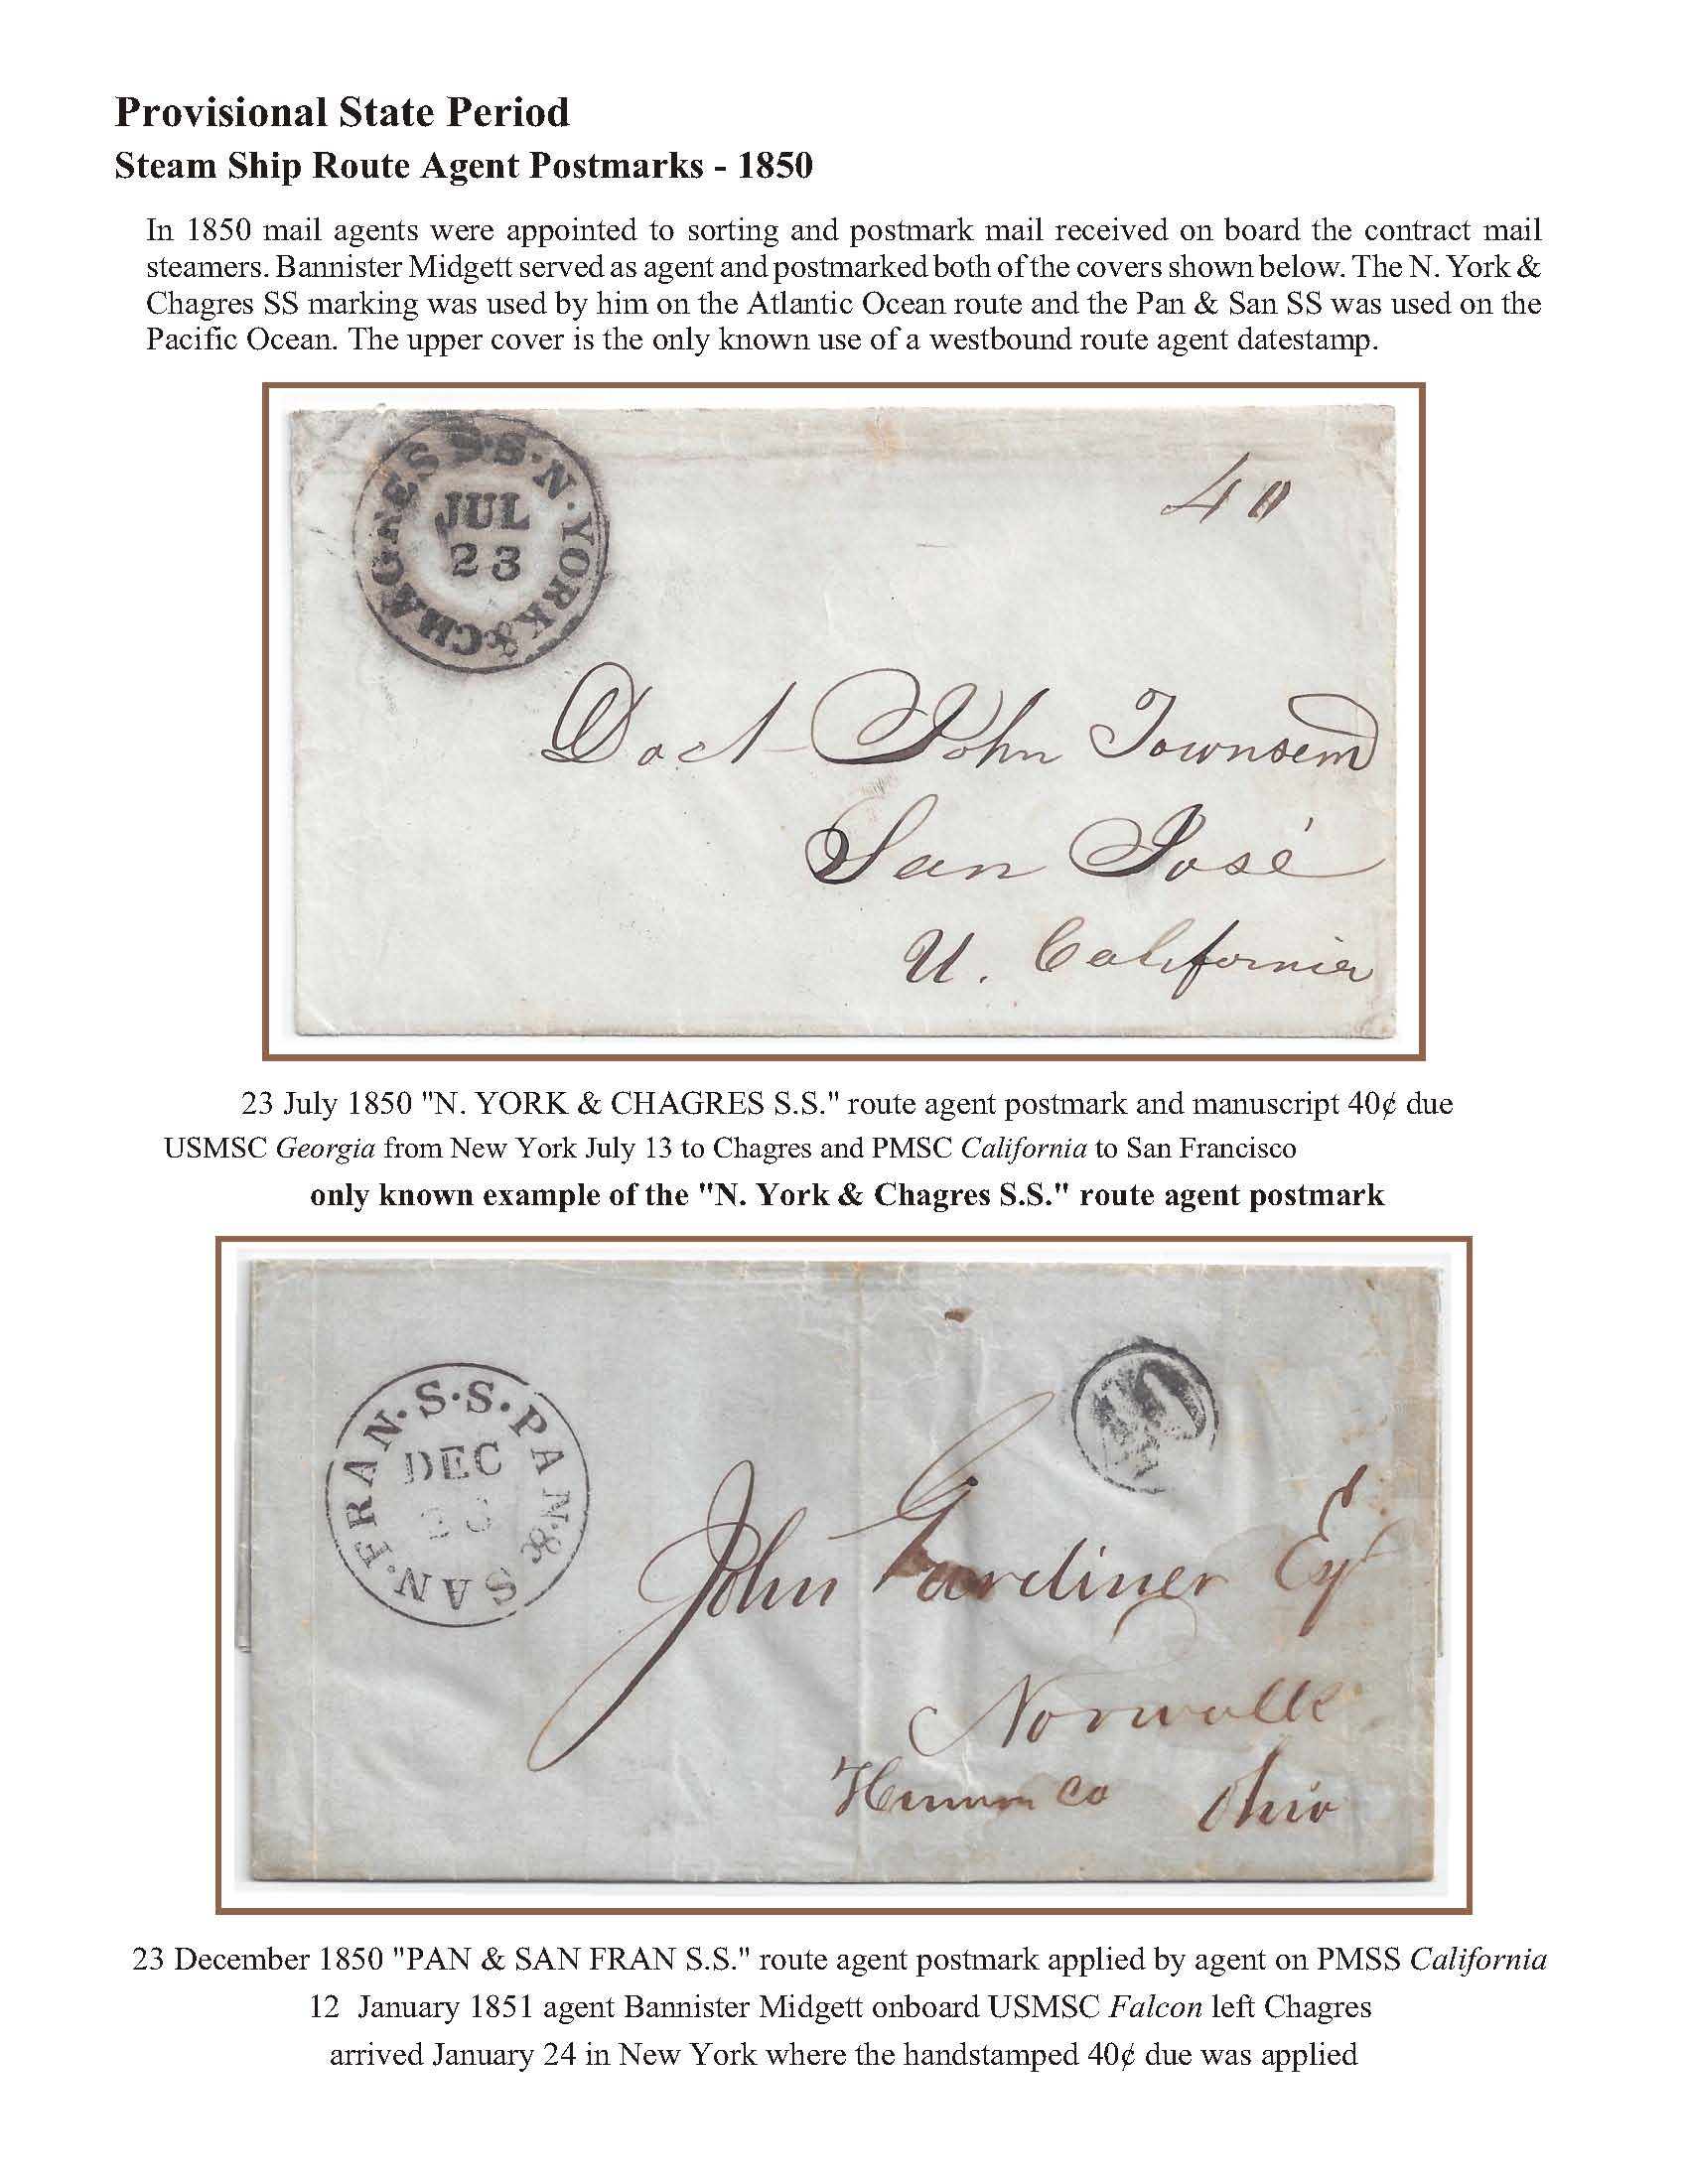 Provisional State Period
Steam Ship Route Agent Postmarks - 1850
In 1850 mail agents were appointed to sorting and postmark mail received on board the contract mail
steamers. Bannister Midgett served as agent and postmarked both of the covers shown below. The N. York &
Chagres SS marking was used by him on the Atlantic Ocean route and the Pan & San SS was used on the
Pacific Ocean. The upper cover is the only known use of a westbound route agent datestamp.
N. YORK & CHAGRES S.S.
JUL
23
40
Doct John Townsend
San José
U. California
23 July 1850 "N. YORK & CHAGRES S.S." route agent postmark and manuscript 40¢ due
USMSC Georgia from New York July 13 to Chagres and PMSC California to San Francisco
only known example of the "N. York & Chagres S.S." route agent postmark
PAN. & SAN. FRAN. S.S.
DEC
23
40
John Gardiner Esqr
Norwalk
Huron Co Ohio
23 December 1850 "PAN & SAN FRAN S.S." route agent postmark applied by agent on PMSS California
12 January 1851 agent Bannister Midgett onboard USMSC Falcon left Chagres
arrived January 24 in New York where the handstamped 40¢ due was applied